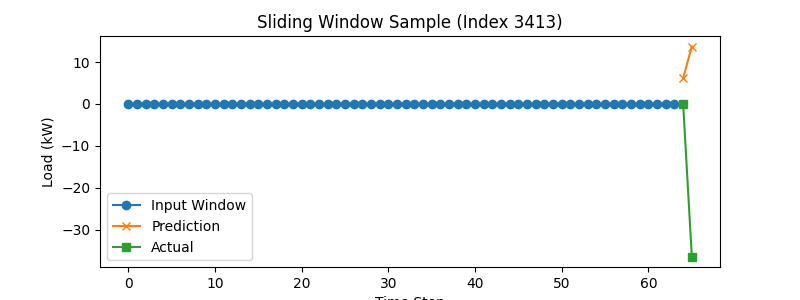 Sliding Window Sample (Index 3413)
Load (kW)
10
0
−10
−20
−30
Input Window
Prediction
Actual
0
10
20
30
40
50
60
Time Step